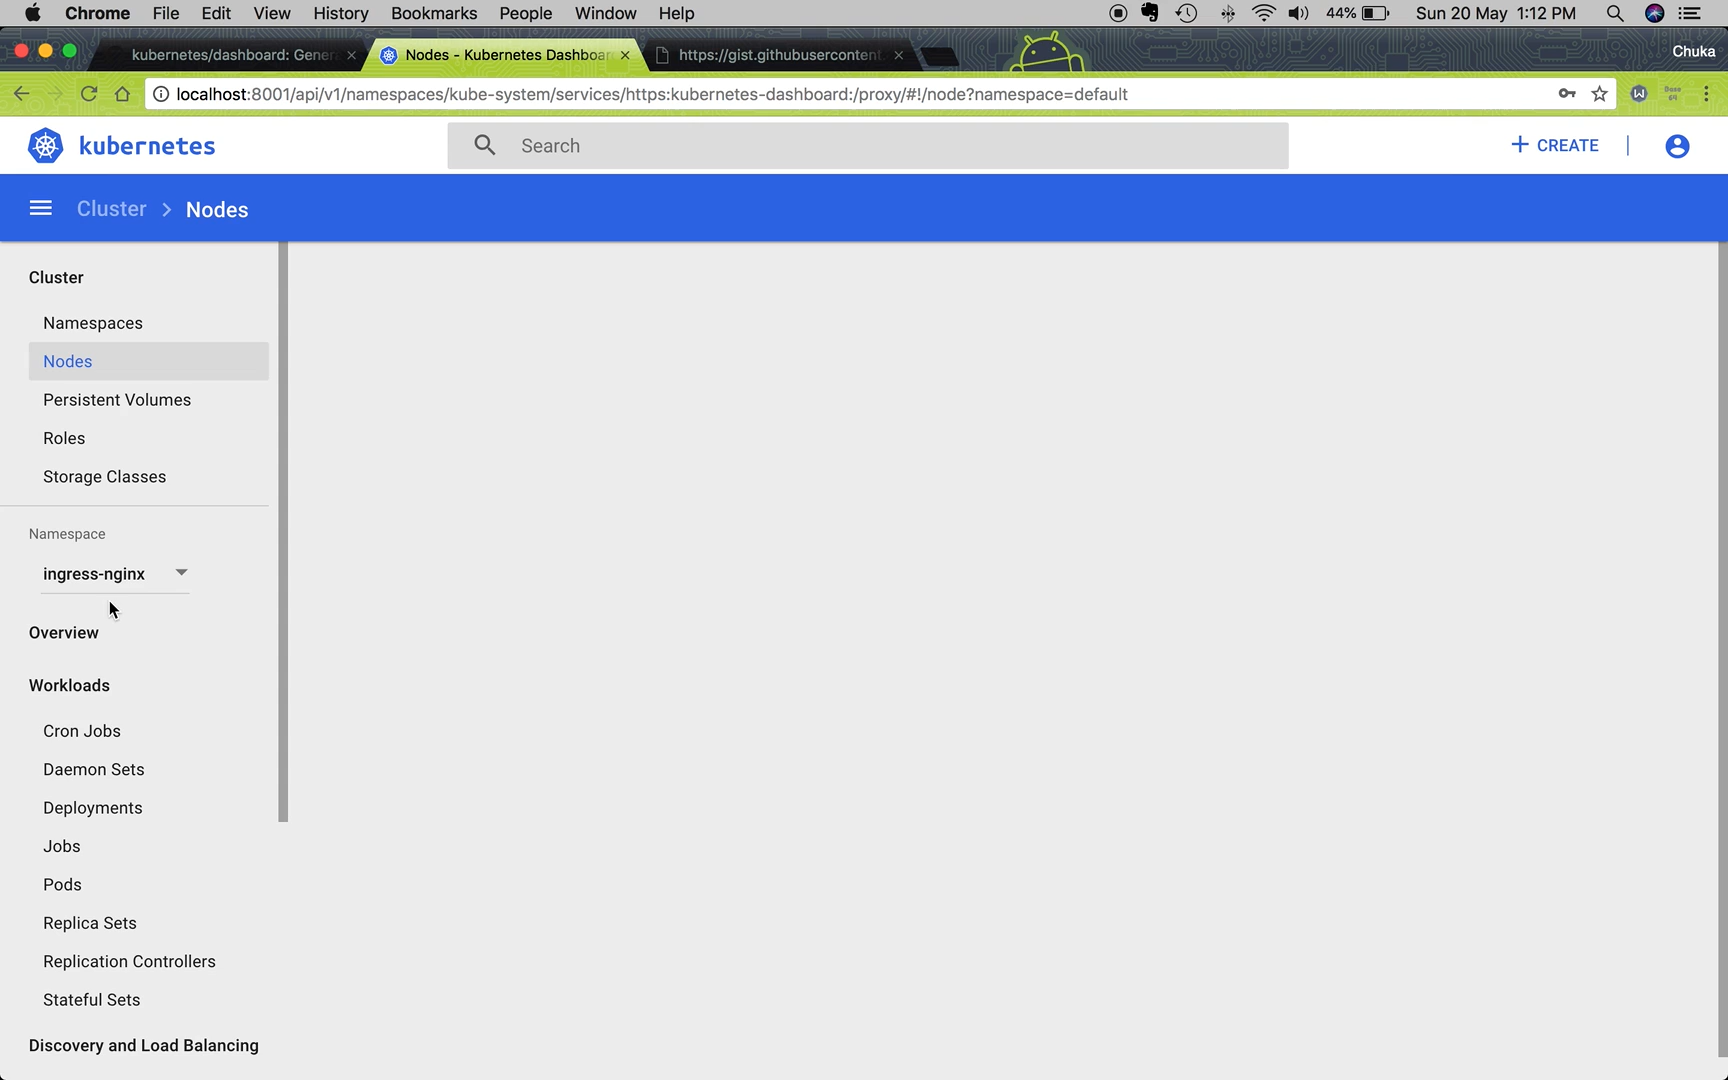 Chrome File Edit View History Bookmarks People Window Help 44% Sun 20 May 1:12 PM
kubernetes/dashboard: Gener Nodes - Kubernetes Dashboar https://gist.githubusercontent. Chuka
localhost:8001/api/v1/namespaces/kube-system/services/https:kubernetes-dashboard:/proxy/#!/node?namespace=default
kubernetes Search + CREATE
Cluster > Nodes
Cluster
Namespaces
Nodes
Persistent Volumes
Roles
Storage Classes
Namespace
ingress-nginx
Overview
Workloads
Cron Jobs
Daemon Sets
Deployments
Jobs
Pods
Replica Sets
Replication Controllers
Stateful Sets
Discovery and Load Balancing